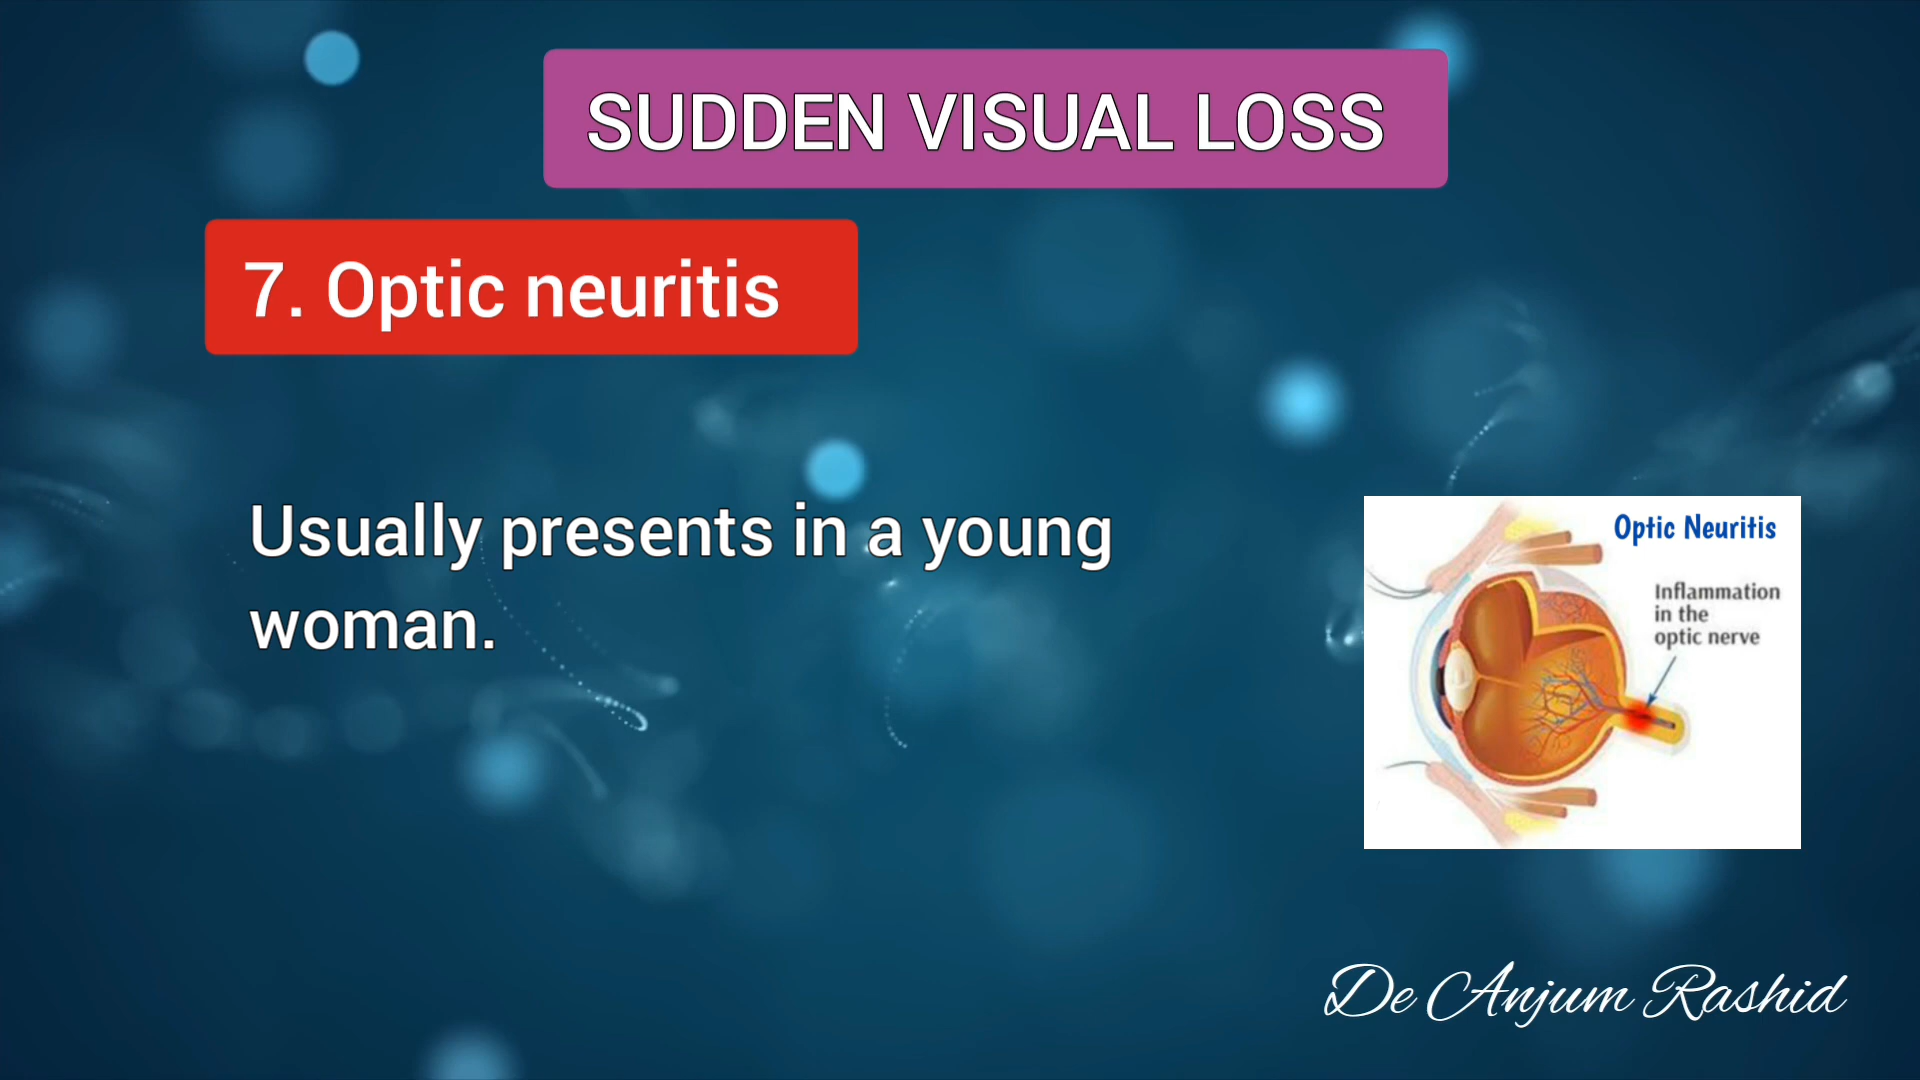 SUDDEN VISUAL LOSS
7. Optic neuritis
Usually presents in a young
woman.
Optic Neuritis
Inflammation
in the
optic nerve
De Anjum Rashid